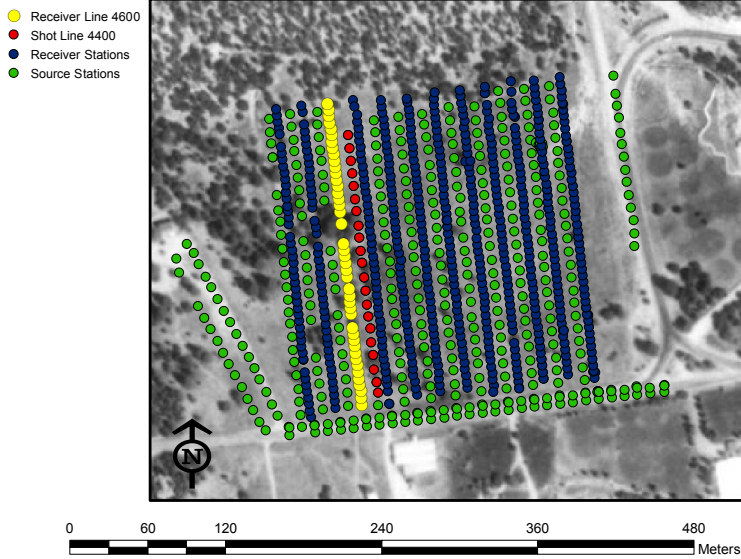 Receiver Line 4600
Shot Line 4400
Receiver Stations
Source Stations
N
0 60 120 240 360 480
Meters